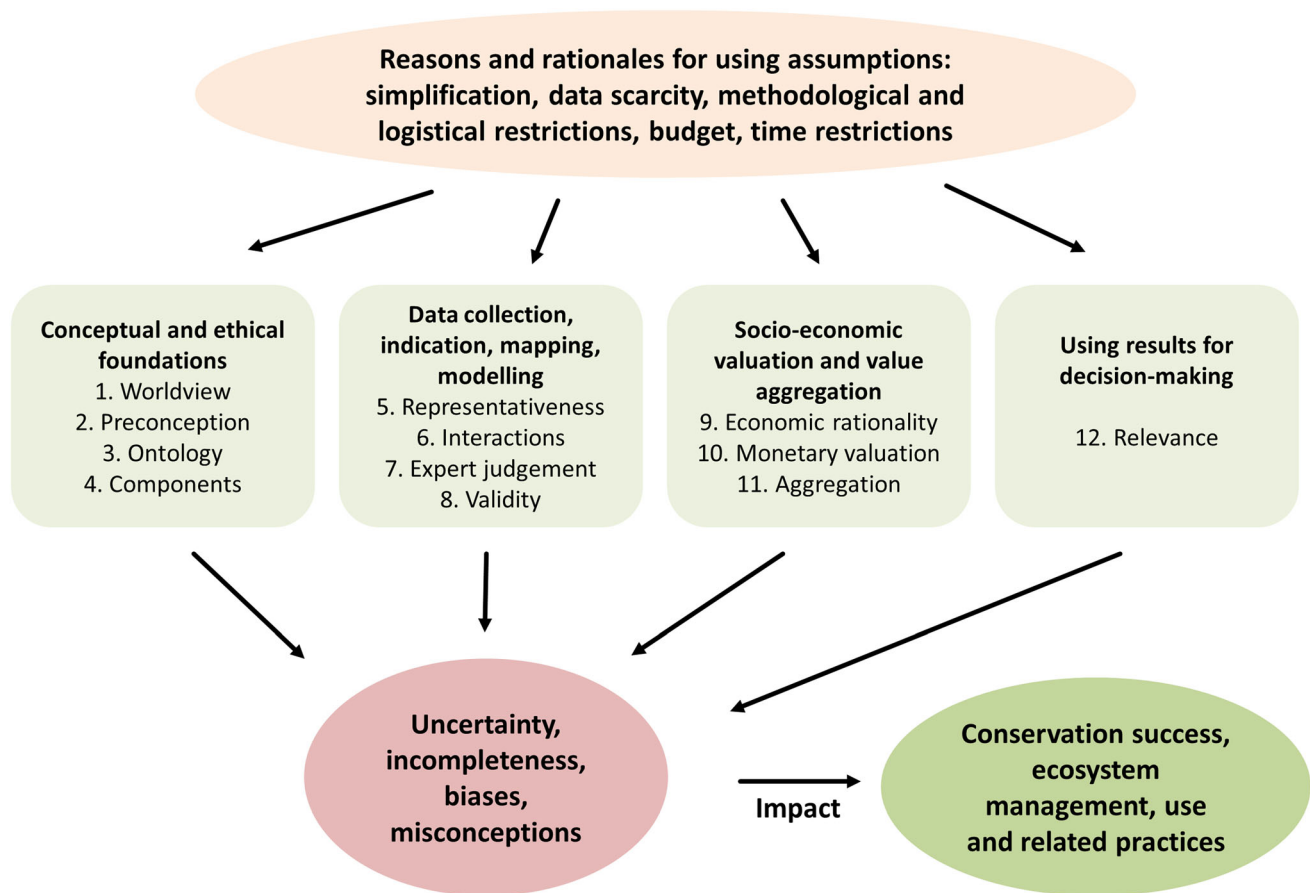 Reasons and rationales for using assumptions:
simplification, data scarcity, methodological and
logistical restrictions, budget, time restrictions
Conceptual and ethical
foundations
1. Worldview
2. Preconception
3. Ontology
4. Components
Data collection,
indication, mapping,
modelling
5. Representativeness
6. Interactions
7. Expert judgement
8. Validity
Socio-economic
valuation and value
aggregation
9. Economic rationality
10. Monetary valuation
11. Aggregation
Using results for
decision-making
12. Relevance
Uncertainty,
incompleteness,
biases,
misconceptions
Impact
Conservation success,
ecosystem
management, use
and related practices